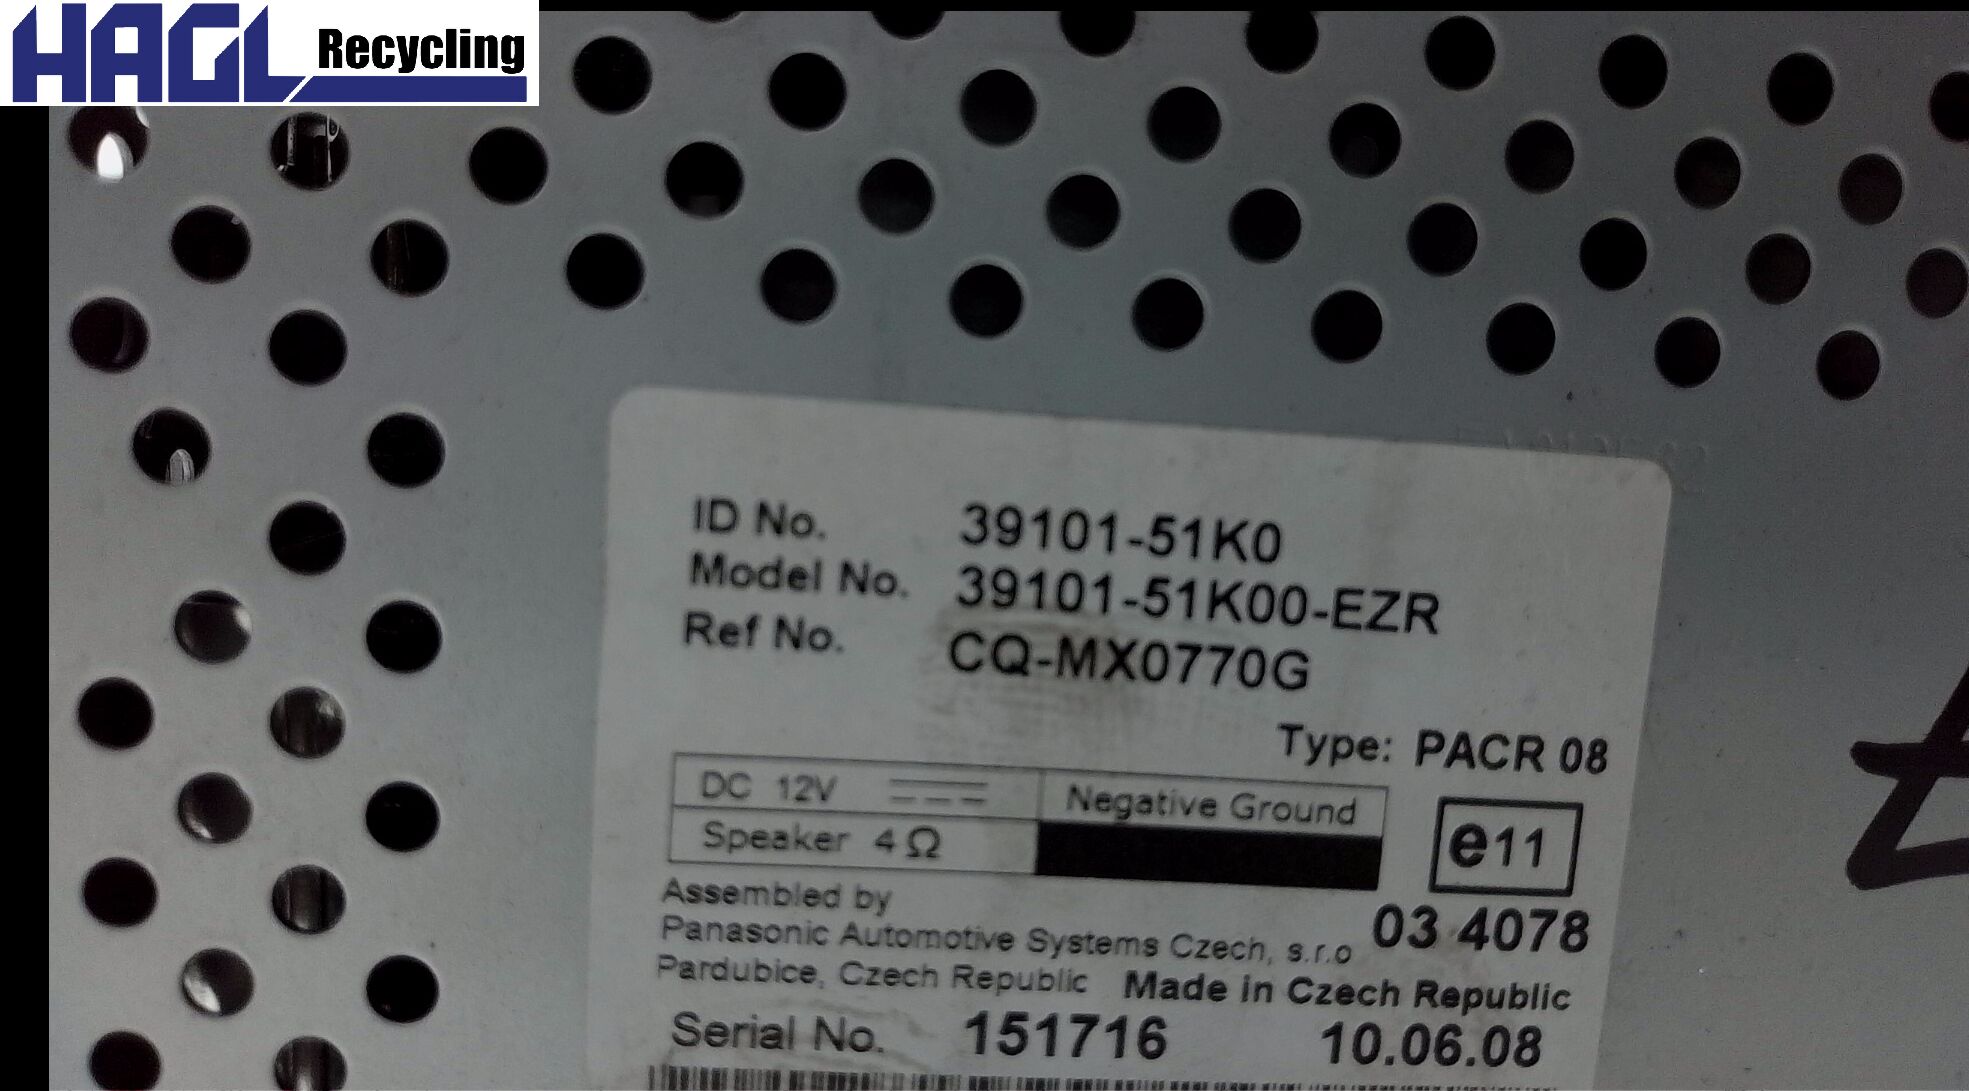 HAGL Recycling
ID No. 39101-51K0
Model No. 39101-51K00-EZR
Ref No. CQ-MX0770G
Type: PACR 08
DC 12V Negative Ground
Speaker 4Ω
e11
Assembled by
03 4078
Panasonic Automotive Systems Czech, s.r.o
Pardubice, Czech Republic Made in Czech Republic
Serial No. 151716 10.06.08